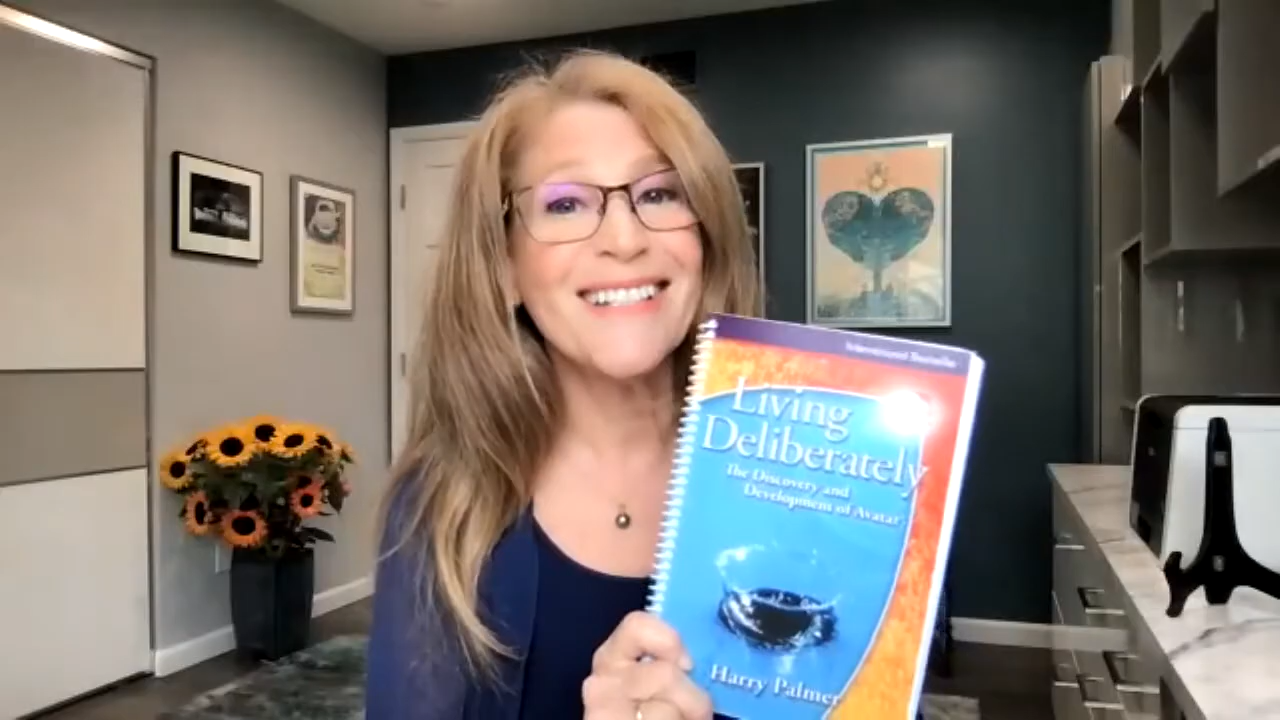 International Bestseller
Living
Deliberately
The Discovery and
Development of Avatar®
Harry Palmer